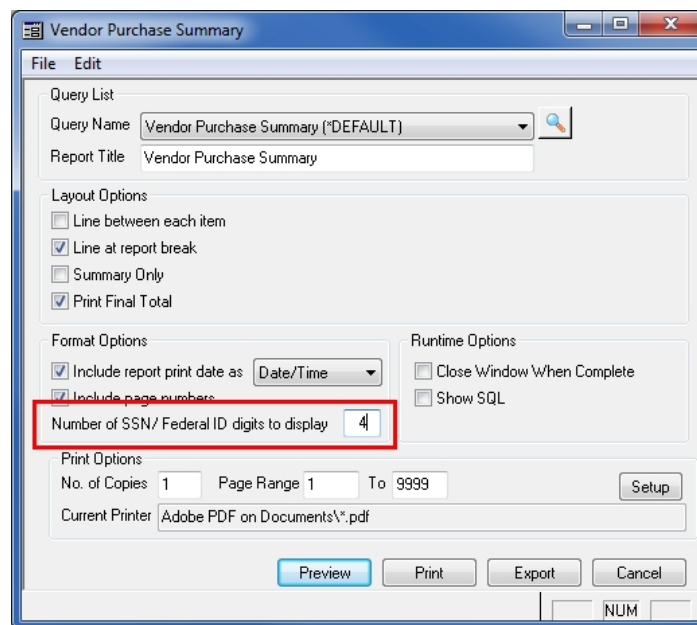 Vendor Purchase Summary
File Edit
Query List
Query Name Vendor Purchase Summary (*DEFAULT)
Report Title Vendor Purchase Summary
Layout Options
Line between each item
Line at report break
Summary Only
Print Final Total
Format Options
Include report print date as Date/Time
Include page numbers
Number of SSN/ Federal ID digits to display 4
Runtime Options
Close Window When Complete
Show SQL
Print Options
No. of Copies 1 Page Range 1 To 9999 Setup
Current Printer Adobe PDF on Documents\*.pdf
Preview Print Export Cancel
NUM